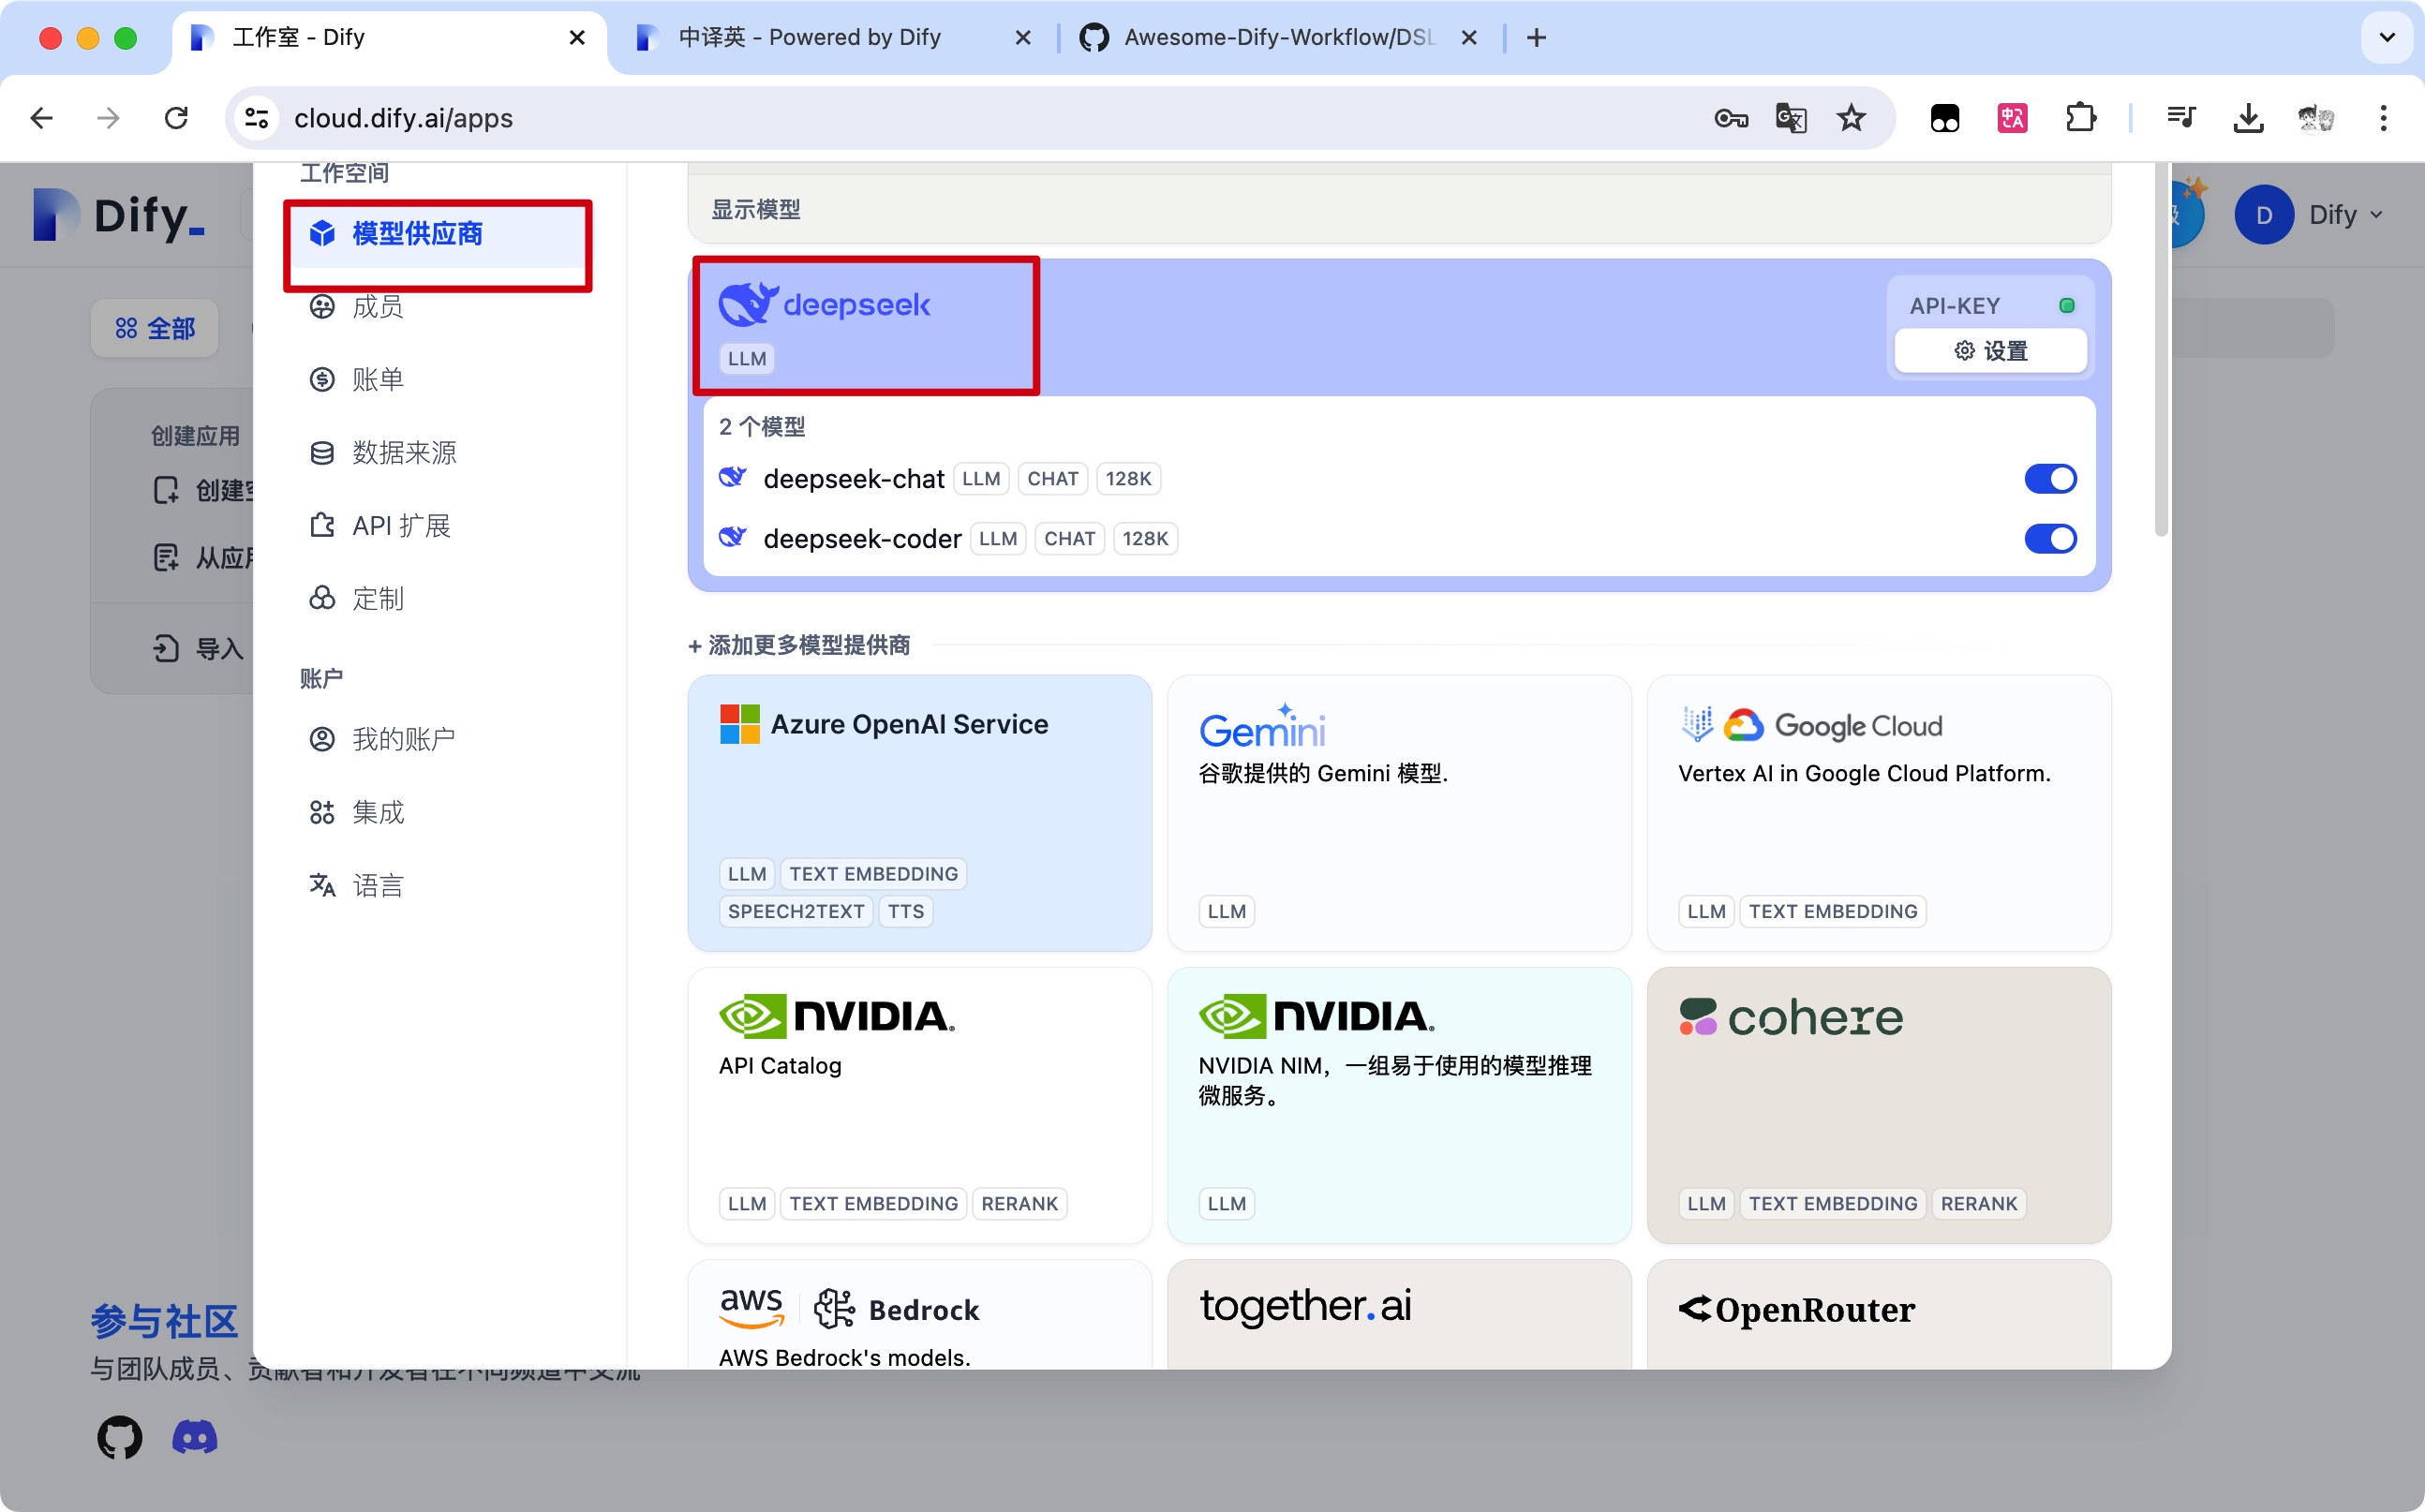 工作室 - Dify
中译英 - Powered by Dify
Awesome-Dify-Workflow/DSL
cloud.dify.ai/apps
Dify_
D
Dify
全部
创建应用
创建空
从应用
导入
参与社区
与团队成员、贡献者和开发者在不同频道中交流
工作空间
模型供应商
成员
账单
数据来源
API 扩展
定制
账户
我的账户
集成
语言
显示模型
deepseek
LLM
API-KEY
设置
2 个模型
deepseek-chat LLM CHAT 128K
deepseek-coder LLM CHAT 128K
+ 添加更多模型提供商
Azure OpenAI Service
LLM TEXT EMBEDDING
SPEECH2TEXT TTS
Gemini
谷歌提供的 Gemini 模型.
LLM
Google Cloud
Vertex AI in Google Cloud Platform.
LLM TEXT EMBEDDING
NVIDIA.
API Catalog
LLM TEXT EMBEDDING RERANK
NVIDIA.
NVIDIA NIM，一组易于使用的模型推理
微服务。
LLM
cohere
LLM TEXT EMBEDDING RERANK
aws Bedrock
AWS Bedrock's models.
together.ai
OpenRouter